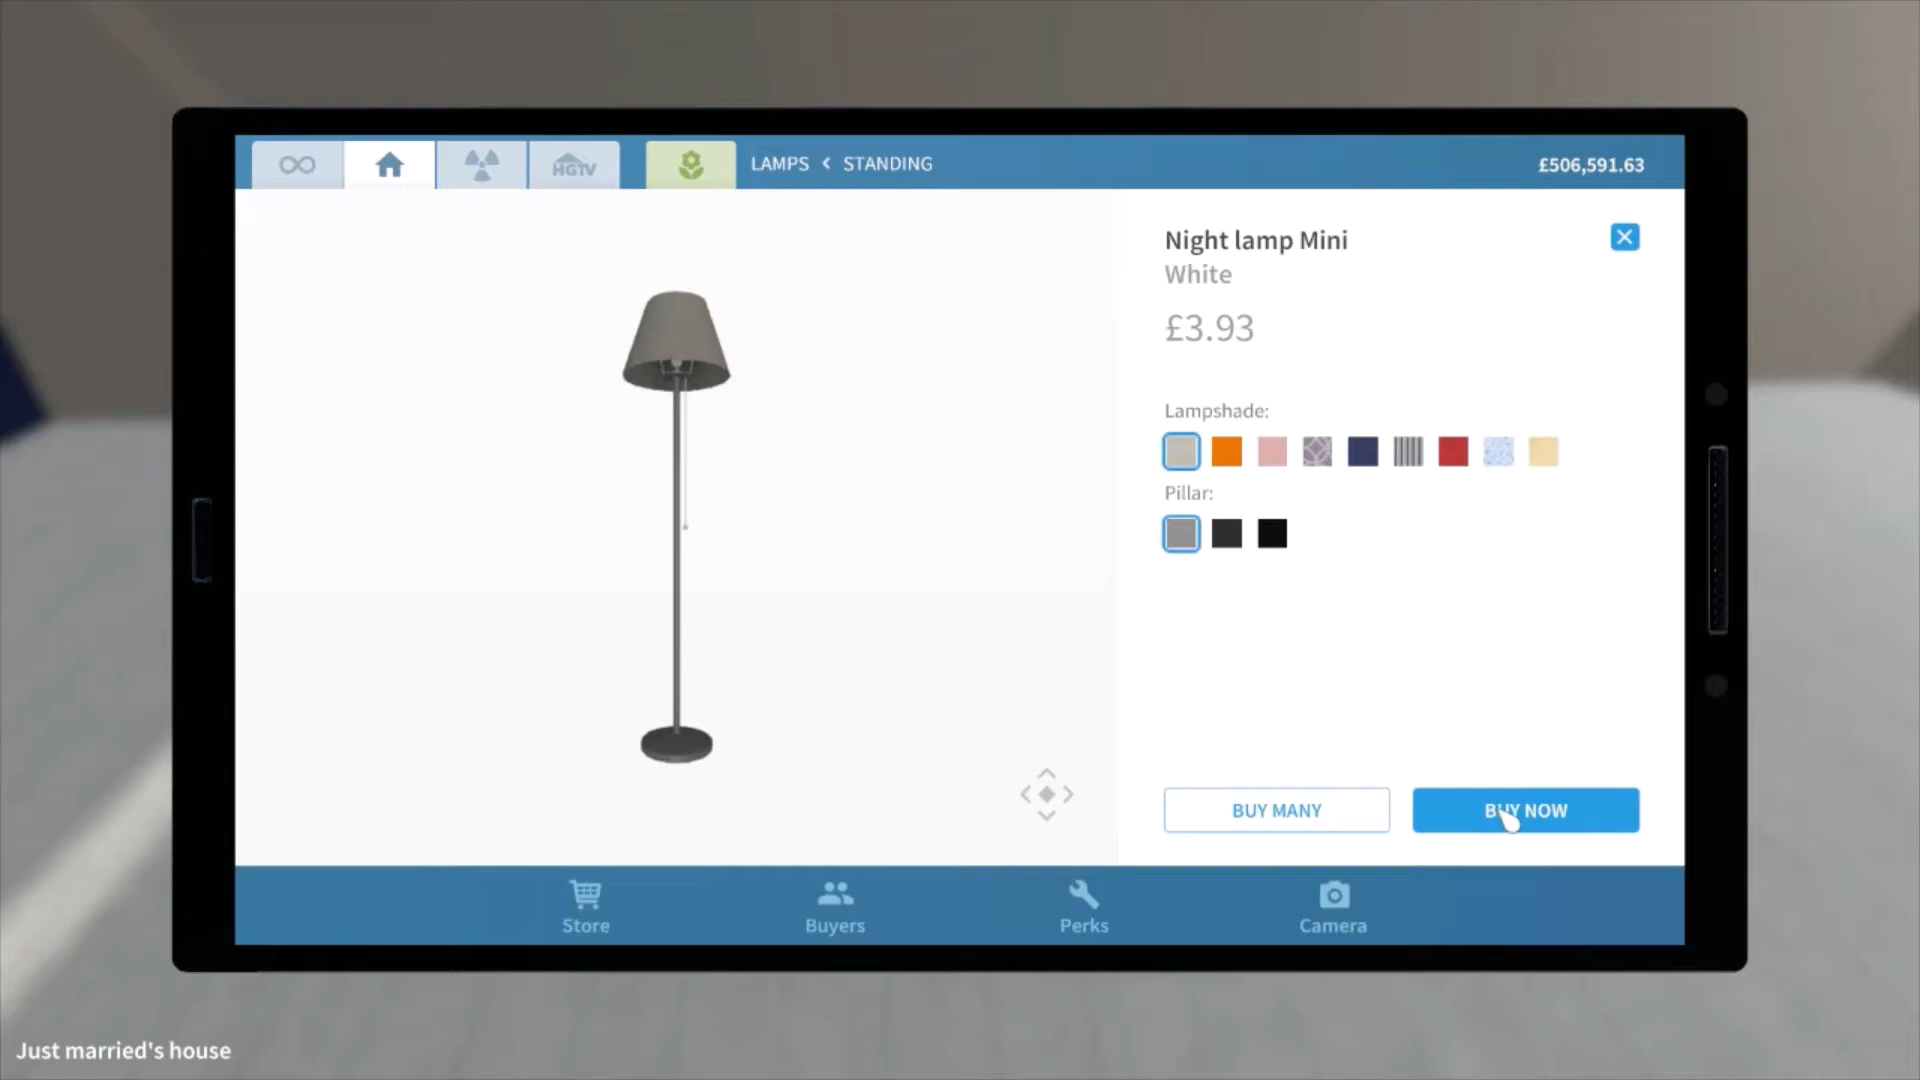 HGTV
LAMPS < STANDING
£506,591.63
Night lamp Mini
White
£3.93
Lampshade:
Pillar:
BUY MANY
BUY NOW
Store
Buyers
Perks
Camera
Just married's house